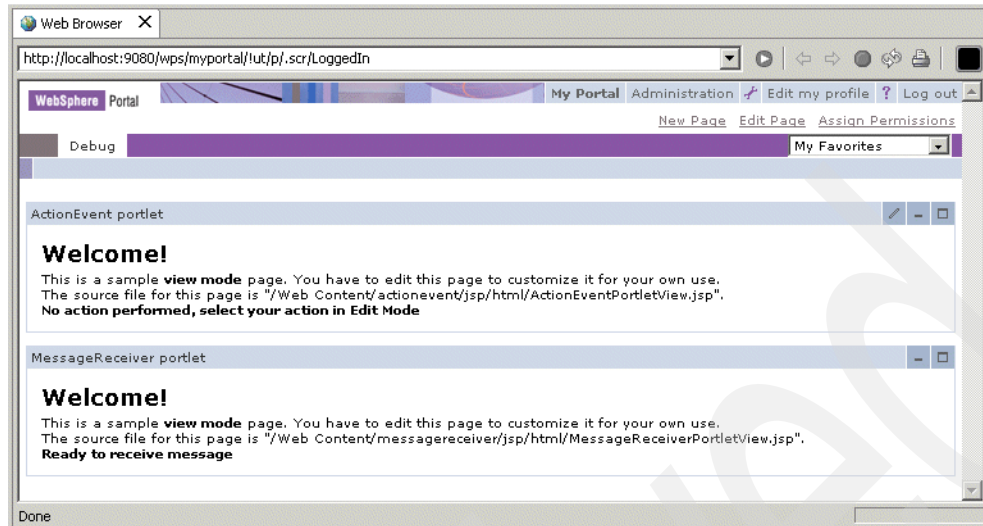 Web Browser
http://localhost:9080/wps/myportal/!ut/p/.scr/LoggedIn
WebSphere Portal
My Portal Administration Edit my profile ? Log out
New Page Edit Page Assign Permissions
Debug
My Favorites
ActionEvent portlet
Welcome!
This is a sample view mode page. You have to edit this page to customize it for your own use.
The source file for this page is "/Web Content/actionevent/jsp/html/ActionEventPortletView.jsp".
No action performed, select your action in Edit Mode
MessageReceiver portlet
Welcome!
This is a sample view mode page. You have to edit this page to customize it for your own use.
The source file for this page is "/Web Content/messagereceiver/jsp/html/MessageReceiverPortletView.jsp".
Ready to receive message
Done